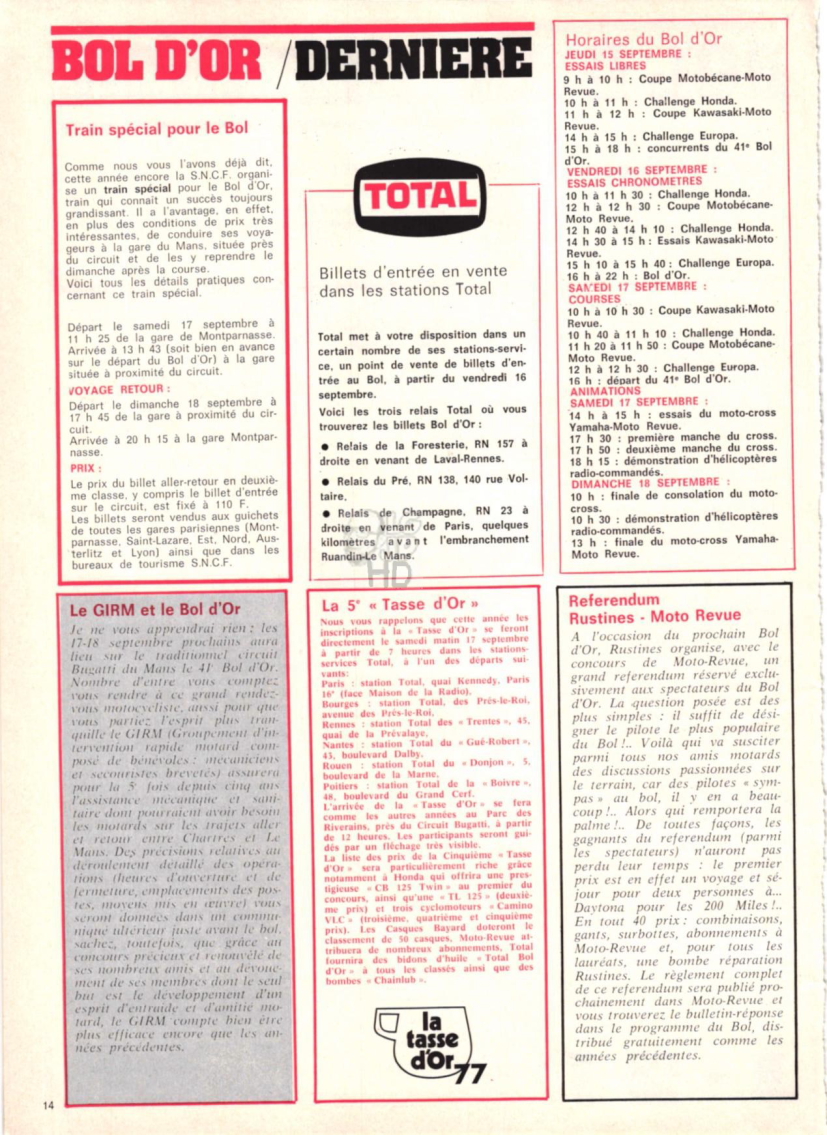 BOL D'OR / DERNIERE
Train spécial pour le Bol
Comme nous vous l'avons déjà dit,
cette année encore la S.N.C.F. organi-
se un train spécial pour le Bol d'Or,
train qui connaît un succès toujours
grandissant. Il a l'avantage, en effet,
en plus des conditions de prix très
intéressantes, de conduire ses voya-
geurs à la gare du Mans, située près
du circuit et de les y reprendre le
dimanche après la course.
Voici tous les détails pratiques con-
cernant ce train spécial.
Départ le samedi 17 septembre à
11 h 25 de la gare de Montparnasse.
Arrivée à 13 h 43 (soit bien en avance
sur le départ du Bol d'Or) à la gare
située à proximité du circuit.
VOYAGE RETOUR :
Départ le dimanche 18 septembre à
17 h 45 de la gare à proximité du cir-
cuit.
Arrivée à 20 h 15 à la gare Montpar-
nasse.
PRIX :
Le prix du billet aller-retour en deuxiè-
me classe, y compris le billet d'entrée
sur le circuit, est fixé à 110 F.
Les billets seront vendus aux guichets
de toutes les gares parisiennes (Mont-
parnasse, Saint-Lazare, Est, Nord, Aus-
terlitz et Lyon) ainsi que dans les
bureaux de tourisme S.N.C.F.
TOTAL
Billets d'entrée en vente
dans les stations Total
Total met à votre disposition dans un
certain nombre de ses stations-servi-
ce, un point de vente de billets d'en-
trée au Bol, à partir du vendredi 16
septembre.
Voici les trois relais Total où vous
trouverez les billets Bol d'Or :
● Relais de la Foresterie, RN 157 à
droite en venant de Laval-Rennes.
● Relais du Pré, RN 138, 140 rue Vol-
taire,
● Relais de Champagne, RN 23 à
droite en venant de Paris, quelques
kilomètres avant l'embranchement
Ruandin-Le Mans.
HD
Horaires du Bol d'Or
JEUDI 15 SEPTEMBRE :
ESSAIS LIBRES
9 h à 10 h : Coupe Motobécane-Moto
Revue.
10 h à 11 h : Challenge Honda.
11 h à 12 h : Coupe Kawasaki-Moto
Revue.
14 h à 15 h : Challenge Europa.
15 h à 18 h : concurrents du 41e Bol
d'Or.
VENDREDI 16 SEPTEMBRE :
ESSAIS CHRONOMETRES
10 h à 11 h 30 : Challenge Honda.
12 h à 12 h 30 : Coupe Motobécane-
Moto Revue.
12 h 40 à 14 h 10 : Challenge Honda.
14 h 30 à 15 h : Essais Kawasaki-Moto
Revue.
15 h 10 à 15 h 40 : Challenge Europa.
16 h à 22 h : Bol d'Or.
SAMEDI 17 SEPTEMBRE :
COURSES
10 h à 10 h 30 : Coupe Kawasaki-Moto
Revue.
10 h 40 à 11 h 10 : Challenge Honda.
11 h 20 à 11 h 50 : Coupe Motobécane-
Moto Revue.
12 h à 12 h 30 : Challenge Europa.
16 h : départ du 41e Bol d'Or.
ANIMATIONS
SAMEDI 17 SEPTEMBRE :
14 h à 15 h : essais du moto-cross
Yamaha-Moto Revue.
17 h 30 : première manche du cross.
17 h 50 : deuxième manche du cross.
18 h 15 : démonstration d'hélicoptères
radio-commandés.
DIMANCHE 18 SEPTEMBRE :
10 h : finale de consolation du moto-
cross.
10 h 30 : démonstration d'hélicoptères
radio-commandés.
13 h : finale du moto-cross Yamaha-
Moto Revue.
Le GIRM et le Bol d'Or
Je ne vous apprendrai rien : les
17-18 septembre prochains aura
lieu sur le traditionnel circuit
Bugatti du Mans le 41e Bol d'Or.
Nombre d'entre vous comptez
vous rendre à ce grand rendez-
vous motocycliste, aussi pour que
vous partiez l'esprit plus tran-
quille le GIRM (Groupement d'in-
tervention rapide motard com-
posé de bénévoles : mécaniciens
et secouristes brevetés) assurera
pour la 5e fois depuis cinq ans
l'assistance mécanique et sani-
taire dont pourraient avoir besoin
les motards sur les trajets aller
et retour entre Chartres et Le
Mans. Des précisions relatives au
déroulement détaillé des opéra-
tions (heures d'ouverture et de
fermeture, emplacements des pos-
tes, moyens mis en œuvre) vous
seront données dans un commu-
niqué ultérieur juste avant le bol,
sachez, toutefois, que grâce au
concours précieux et renouvelé de
ses nombreux amis et au dévoue-
ment de ses membres dont le seul
but est le développement d'un
esprit d'entraide et d'amitié mo-
tard, le GIRM compte bien être
plus efficace encore que les an-
nées précédentes.
La 5e « Tasse d'Or »
Nous vous rappelons que cette année les
inscriptions à la « Tasse d'Or » se feront
directement le samedi matin 17 septembre
à partir de 7 heures dans les stations-
services Total, à l'un des départs sui-
vants:
Paris : station Total, quai Kennedy, Paris
16e (face Maison de la Radio).
Bourges : station Total, des Prés-le-Roi,
avenue des Prés-le-Roi.
Rennes : station Total des « Trentes », 45,
quai de la Prévalaye.
Nantes : station Total du « Gué-Robert »,
43, boulevard Dalby.
Rouen : station Total du « Donjon », 5,
boulevard de la Marne.
Poitiers : station Total de la « Boivre »,
48, boulevard du Grand Cerf.
L'arrivée de la « Tasse d'Or » se fera
comme les autres années au Parc des
Riverains, près du Circuit Bugatti, à partir
de 12 heures. Les participants seront gui-
dés par un fléchage très visible.
La liste des prix de la Cinquième « Tasse
d'Or » sera particulièrement riche grâce
notamment à Honda qui offrira une pres-
tigieuse « CB 125 Twin » au premier du
concours, ainsi qu'une « TL 125 » (deuxiè-
me prix) et trois cyclomoteurs « Camino
VLC » (troisième, quatrième et cinquième
prix). Les Casques Bayard doteront le
classement de 50 casques, Moto-Revue at-
tribuera de nombreux abonnements, Total
fournira des bidons d'huile « Total Bol
d'Or » à tous les classés ainsi que des
bombes « Chainlub ».
la
tasse
d'Or 77
Referendum
Rustines - Moto Revue
A l'occasion du prochain Bol
d'Or, Rustines organise, avec le
concours de Moto-Revue, un
grand referendum réservé exclu-
sivement aux spectateurs du Bol
d'Or. La question posée est des
plus simples : il suffit de dési-
gner le pilote le plus populaire
du Bol !.. Voilà qui va susciter
parmi tous nos amis motards
des discussions passionnées sur
le terrain, car des pilotes « sym-
pas » au bol, il y en a beau-
coup !.. Alors qui remportera la
palme !.. De toutes façons, les
gagnants du referendum (parmi
les spectateurs) n'auront pas
perdu leur temps : le premier
prix est en effet un voyage et sé-
jour pour deux personnes à...
Daytona pour les 200 Miles !..
En tout 40 prix : combinaisons,
gants, surbottes, abonnements à
Moto-Revue et, pour tous les
lauréats, une bombe réparation
Rustines. Le règlement complet
de ce referendum sera publié pro-
chainement dans Moto-Revue et
vous trouverez le bulletin-réponse
dans le programme du Bol, dis-
tribué gratuitement comme les
années précédentes.
14